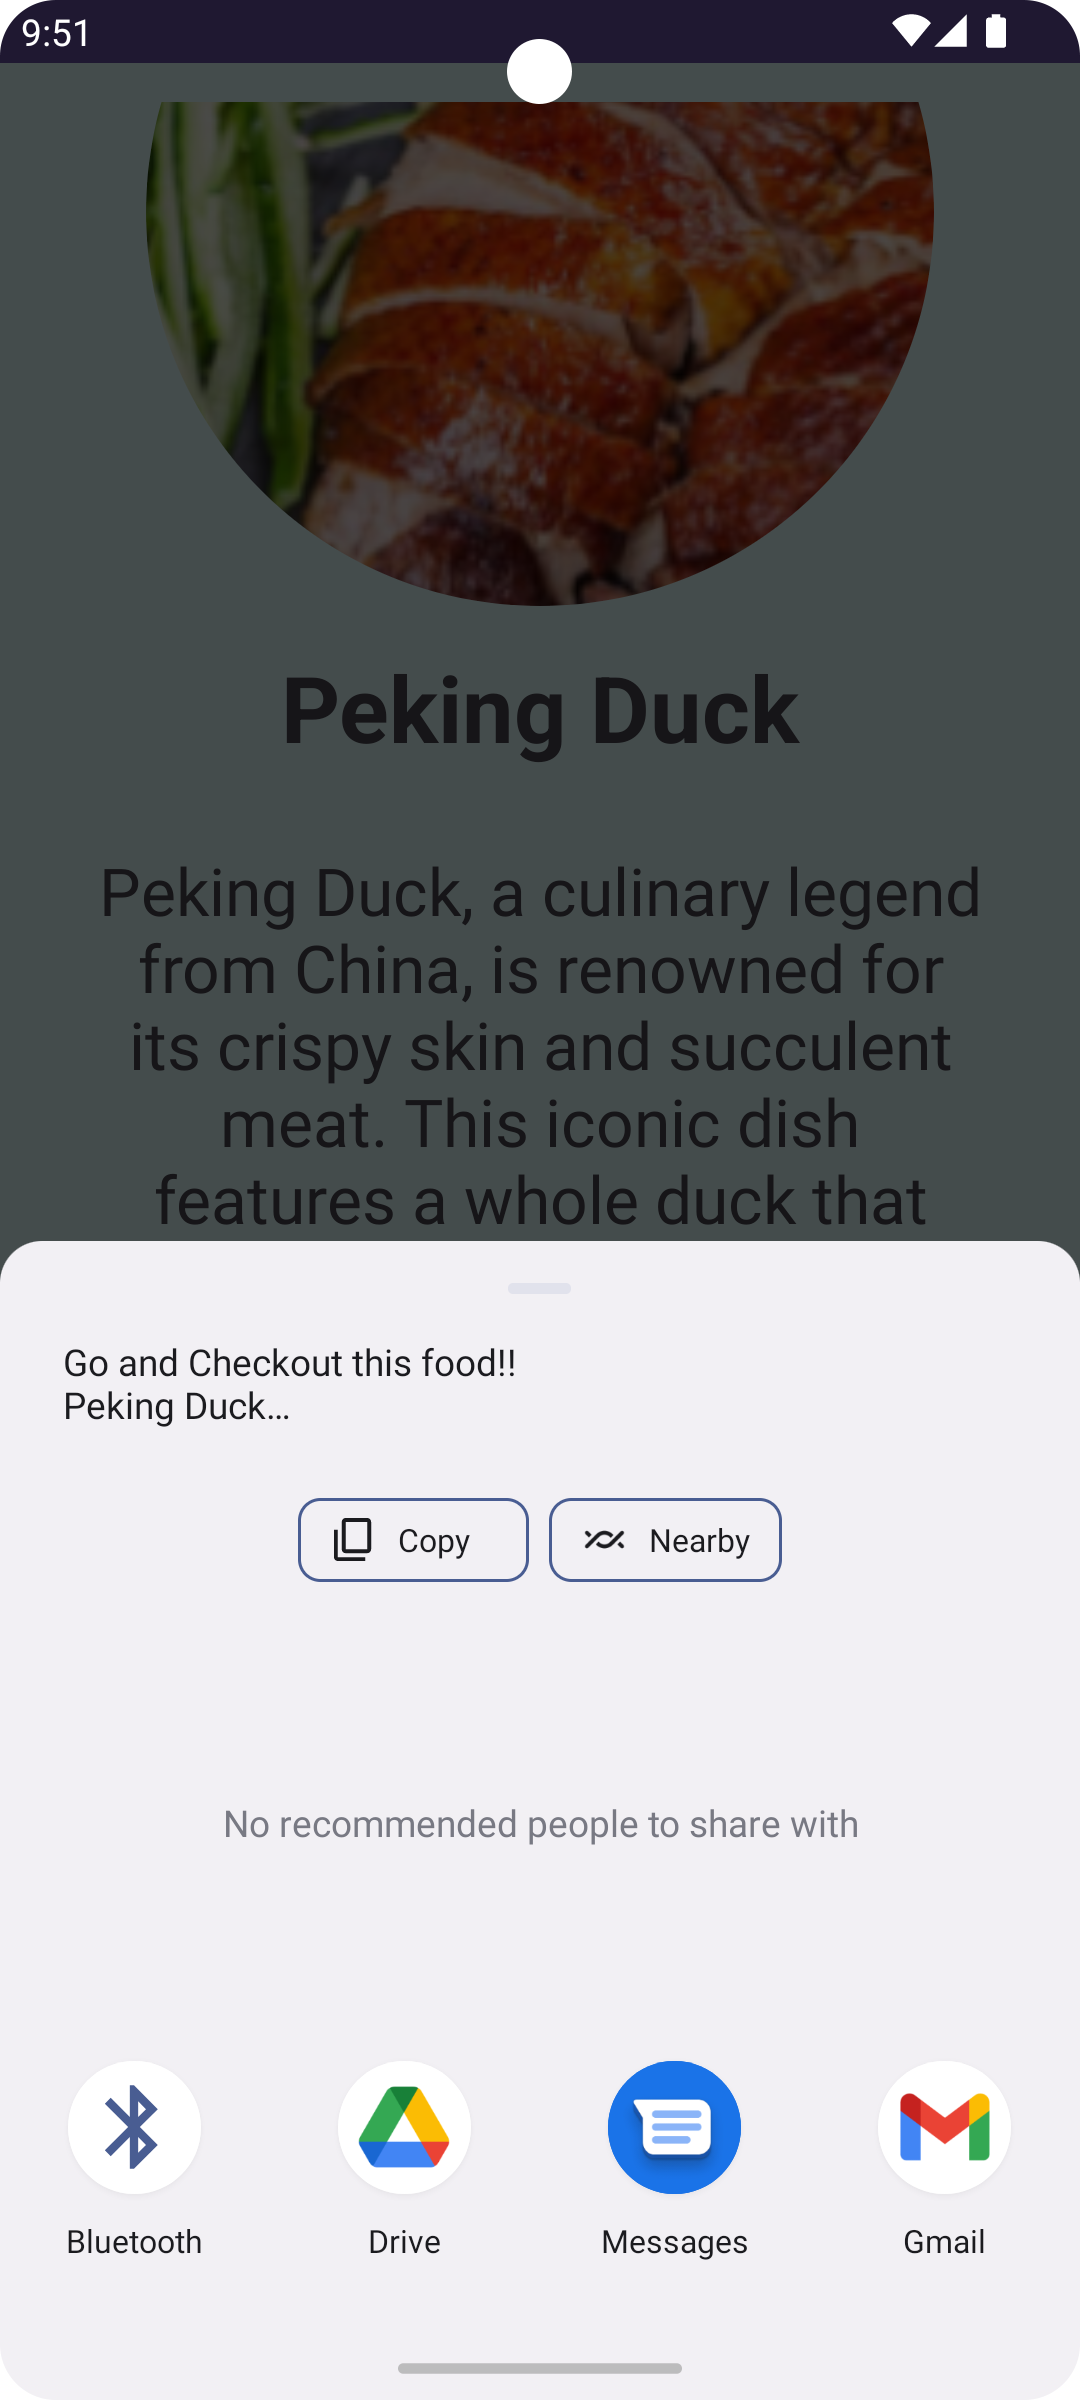 9:51
Peking Duck
Peking Duck, a culinary legend
from China, is renowned for
its crispy skin and succulent
meat. This iconic dish
features a whole duck that
Go and Checkout this food!!
Peking Duck…
Copy
Nearby
No recommended people to share with
Bluetooth
Drive
Messages
Gmail